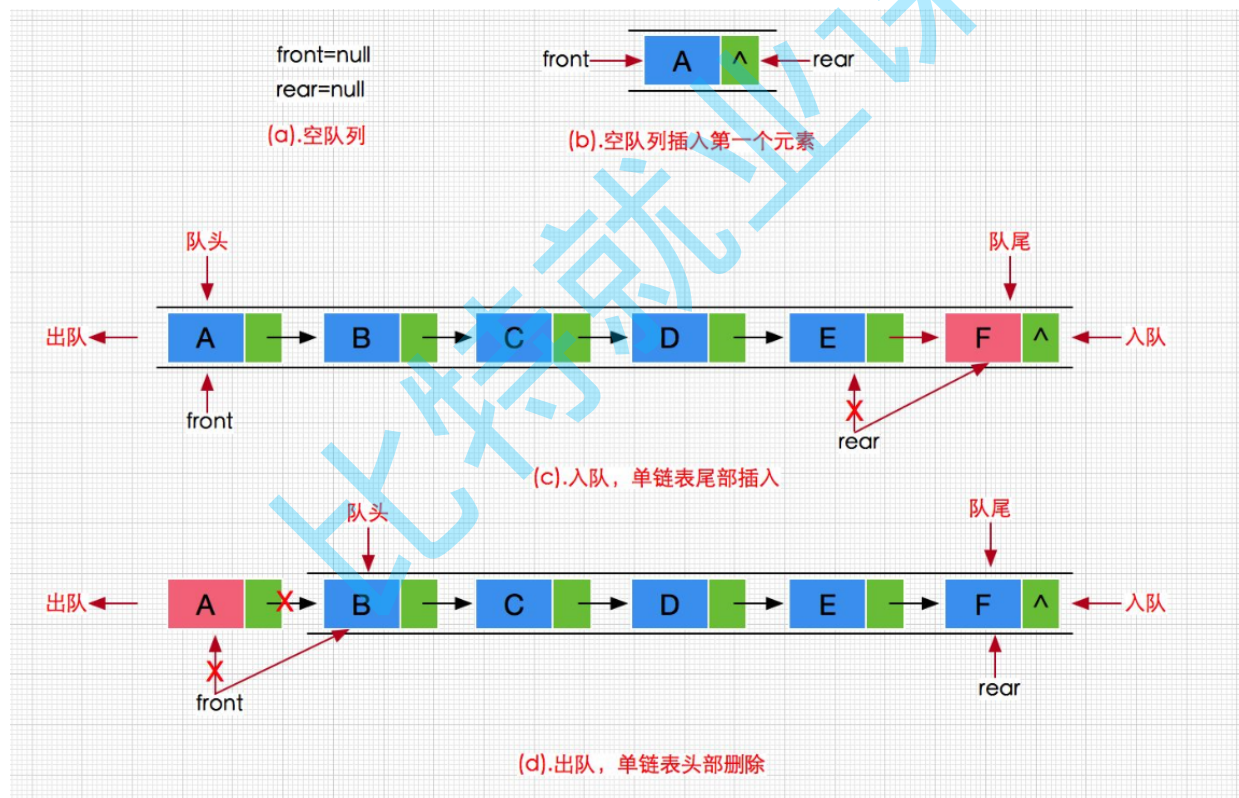 front=null
rear=null
(a).空队列
front A ^ rear
(b).空队列插入第一个元素
队头 队尾
出队 A B C D E F ^ 入队
front rear
(c).入队，单链表尾部插入
队头 队尾
出队 A X B C D E F ^ 入队
X
front rear
(d).出队，单链表头部删除
比特就业课